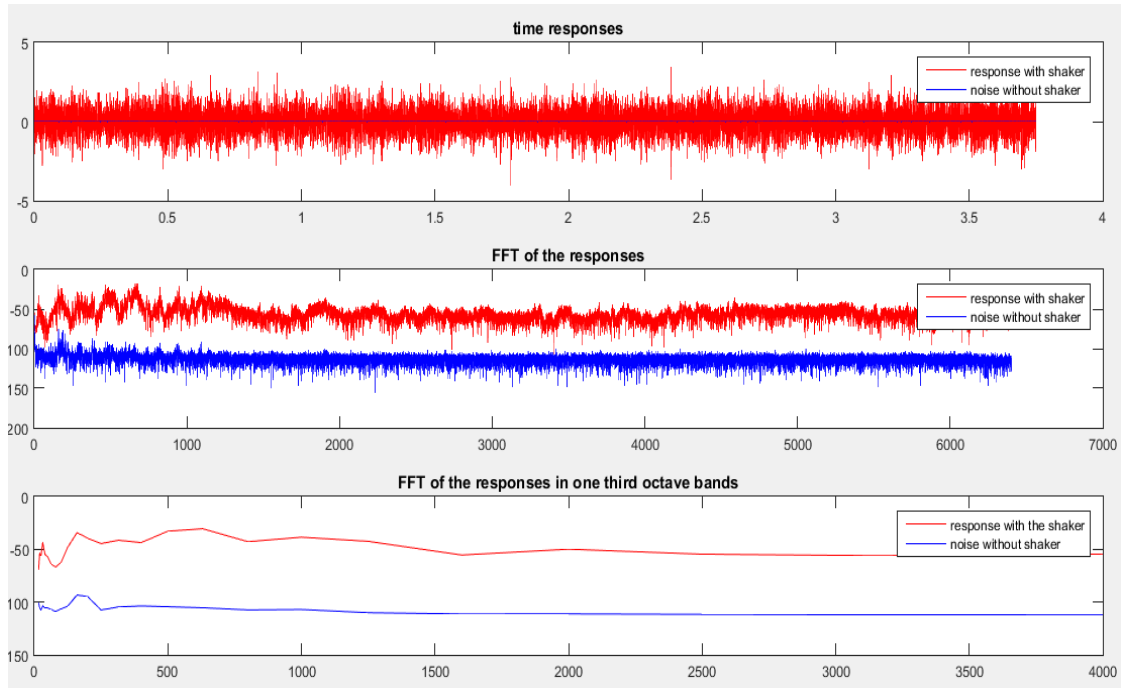 time responses
5
0
-5
response with shaker
noise without shaker
0 0.5 1 1.5 2 2.5 3 3.5 4
FFT of the responses
0
-50
100
150
200
response with shaker
noise without shaker
0 1000 2000 3000 4000 5000 6000 7000
FFT of the responses in one third octave bands
0
-50
100
150
response with the shaker
noise without shaker
0 500 1000 1500 2000 2500 3000 3500 4000